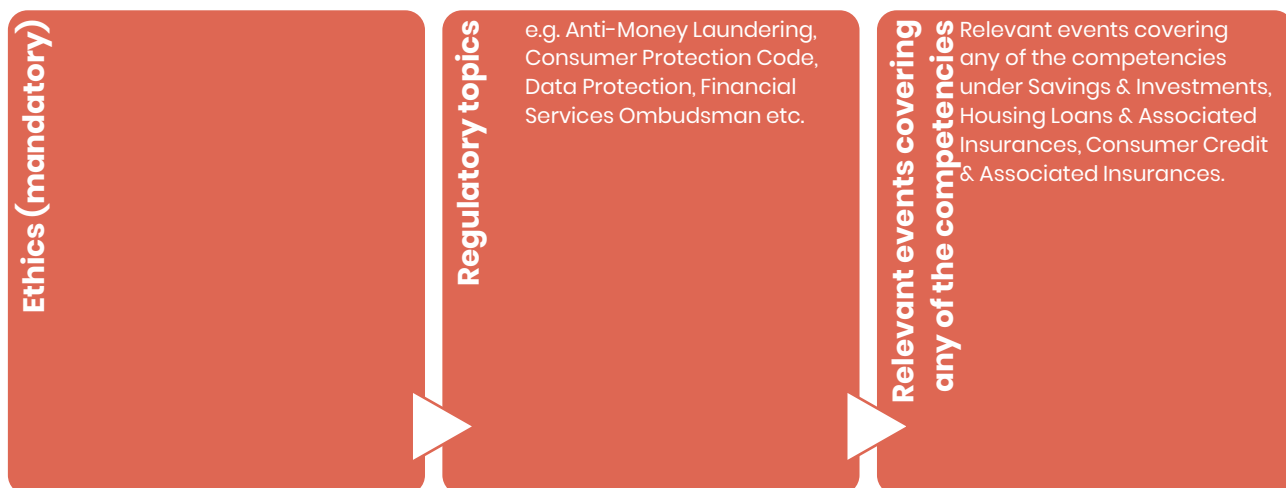 Ethics (mandatory)
Regulatory topics
e.g. Anti-Money Laundering,
Consumer Protection Code,
Data Protection, Financial
Services Ombudsman etc.
Relevant events covering
any of the competencies
Relevant events covering
any of the competencies
under Savings & Investments,
Housing Loans & Associated
Insurances, Consumer Credit
& Associated Insurances.